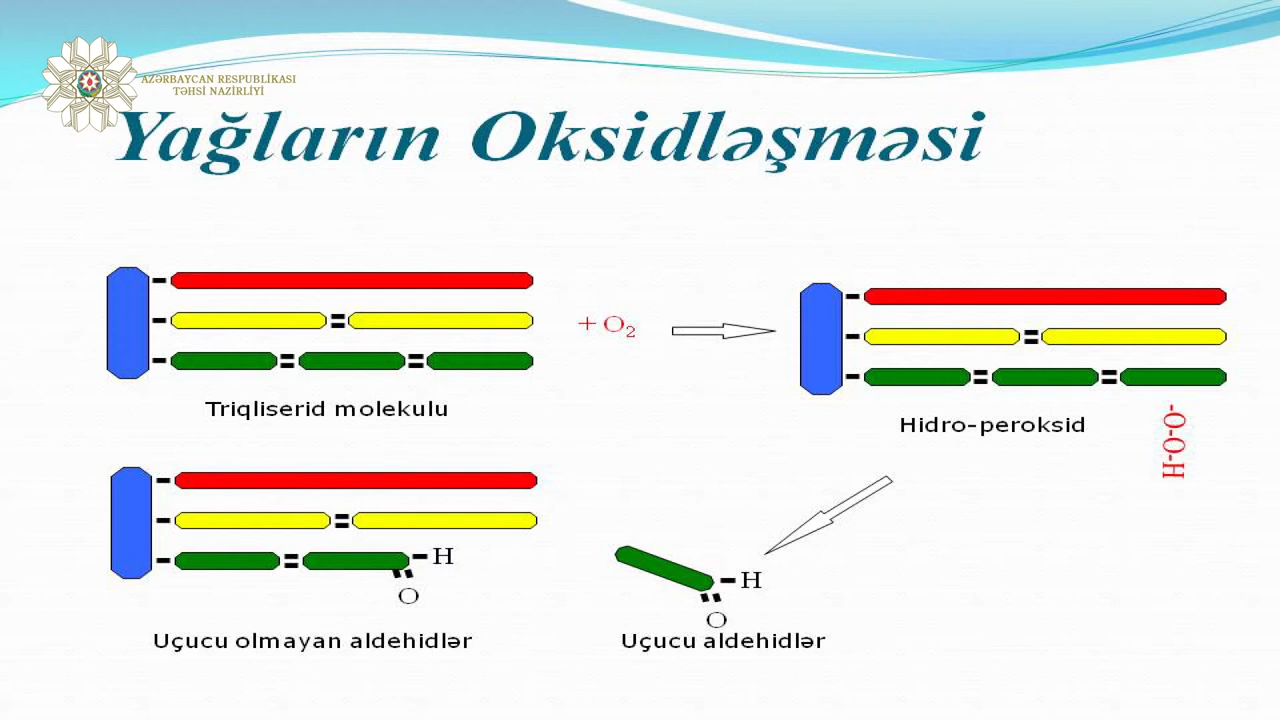 AZƏRBAYCAN RESPUBLİKASI
TƏHSİ NAZİRLİYİ
Yağların Oksidləşməsi
+ O₂
Triqliserid molekulu
Hidro-peroksid
-O-O-H
H
O
H
O
Uçucu olmayan aldehidlər
Uçucu aldehidlər